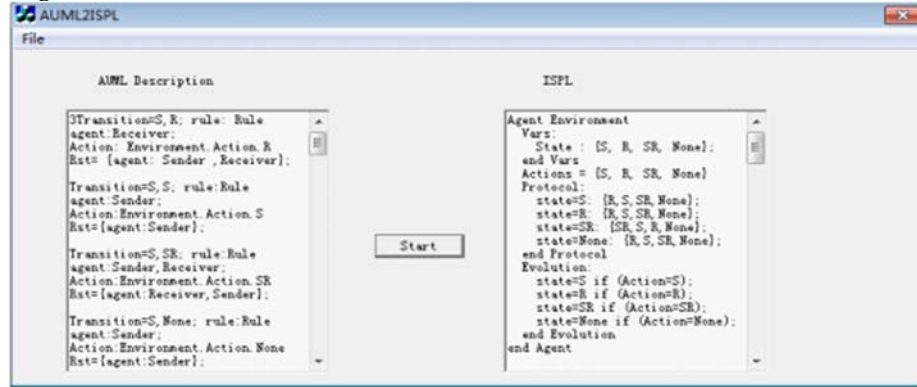 AUML2ISPL
File
AUML Description
3Transition=S,R; rule: Rule
agent:Receiver;
Action: Environment.Action.R
Rst= {agent: Sender ,Receiver};
Transition=S,S; rule:Rule
agent:Sender;
Action:Environment.Action.S
Rst={agent:Sender};
Transition=S,SR; rule:Rule
agent:Sender,Receiver;
Action:Environment.Action.SR
Rst={agent:Receiver,Sender};
Transition=S,None; rule:Rule
agent:Sender;
Action:Environment.Action.None
Rst={agent:Sender};
Start
ISPL
Agent Environment
Vars:
State : {S, R, SR, None};
end Vars
Actions = {S, R, SR, None}
Protocol:
state=S: {R,S,SR,None};
state=R: {R,S,SR,None};
state=SR: {SR,S,R,None};
state=None: {R,S,SR,None};
end Protocol
Evolution:
state=S if (Action=S);
state=R if (Action=R);
state=SR if (Action=SR);
state=None if (Action=None);
end Evolution
end Agent